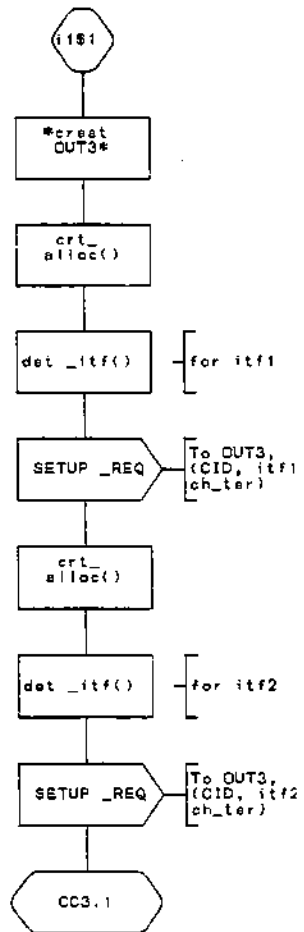 i1$1
*creat
OUT3*
crt_
alloc()
det _itf()
for itf1
SETUP _REQ
To OUT3,
(CID, itf1
ch_ter)
crt_
alloc()
det _itf()
for itf2
SETUP _REQ
To OUT3,
(CID, itf2
ch_ter)
CC3.1